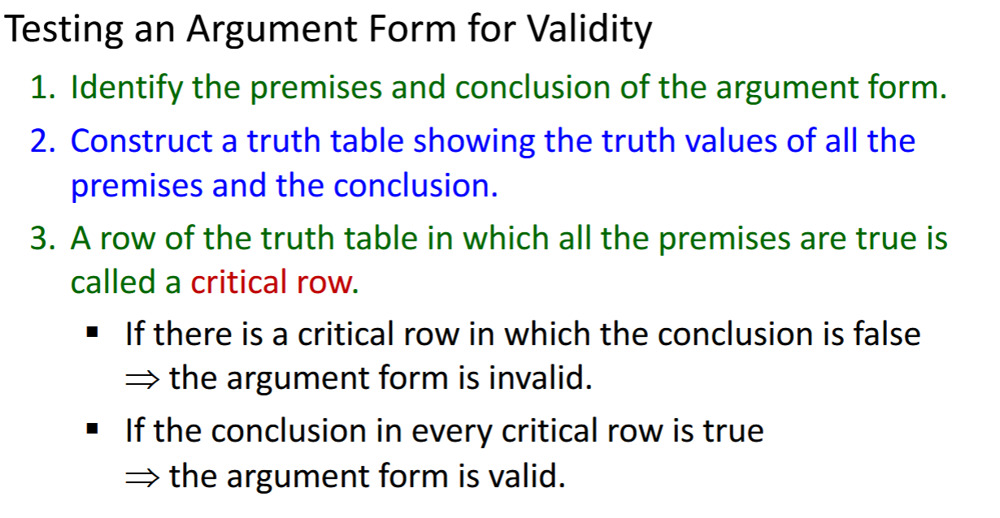 Testing an Argument Form for Validity
1. Identify the premises and conclusion of the argument form.
2. Construct a truth table showing the truth values of all the
premises and the conclusion.
3. A row of the truth table in which all the premises are true is
called a critical row.
▪ If there is a critical row in which the conclusion is false
⟹ the argument form is invalid.
▪ If the conclusion in every critical row is true
⟹ the argument form is valid.